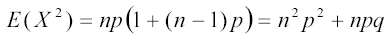 E(X²) = np(1 + (n − 1)p) = n²p² + npq